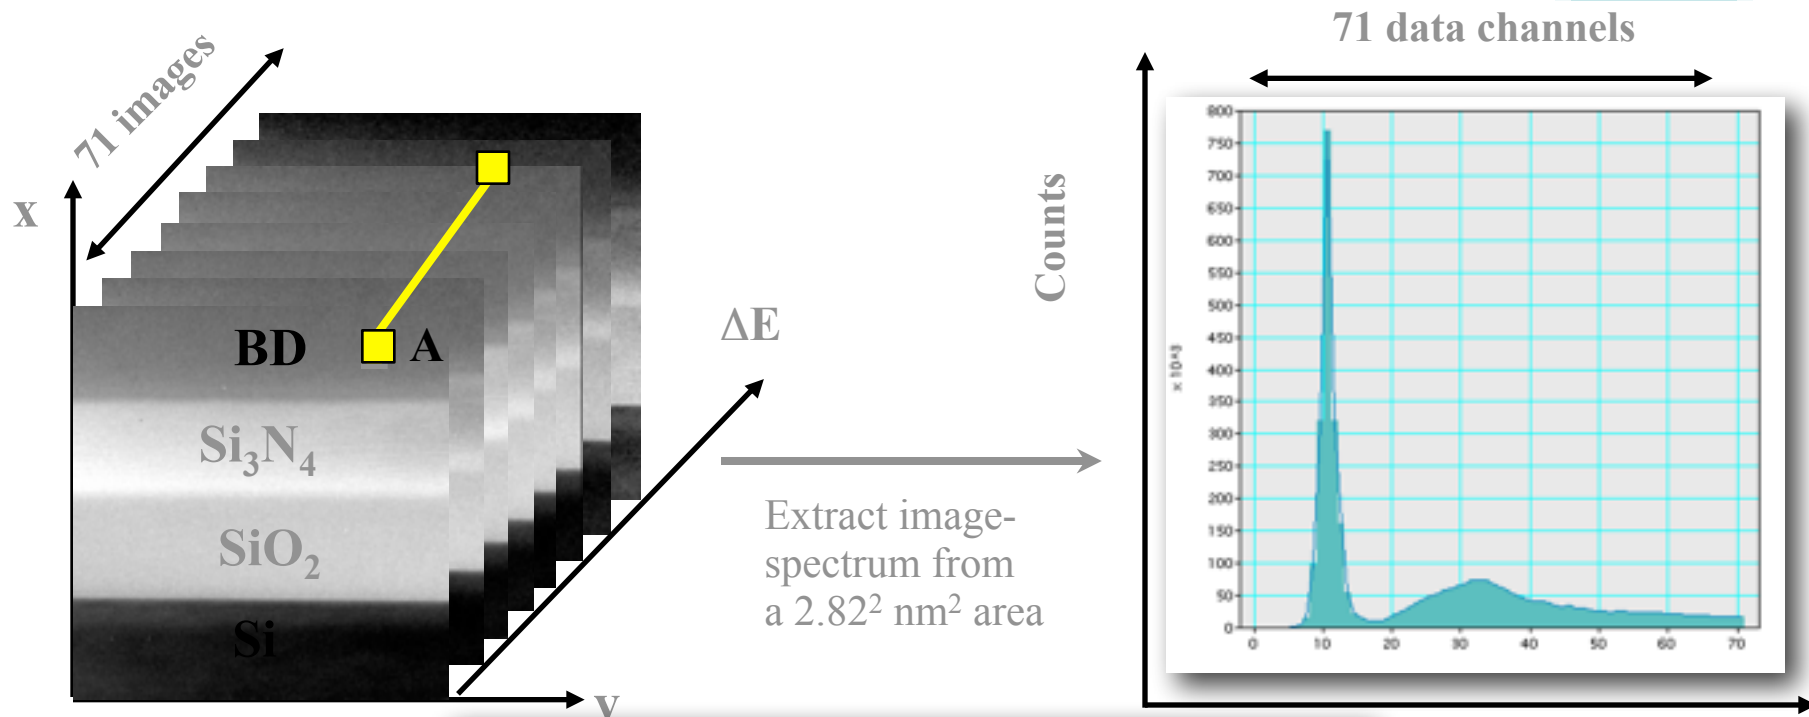 71 data channels
71 images
x
BD
A
Si₃N₄
SiO₂
Si
y
ΔE
Extract image-
spectrum from
a 2.82² nm² area
Counts
x 10^3
800
750
700
650
600
550
500
450
400
350
300
250
200
150
100
50
0
0 10 20 30 40 50 60 70